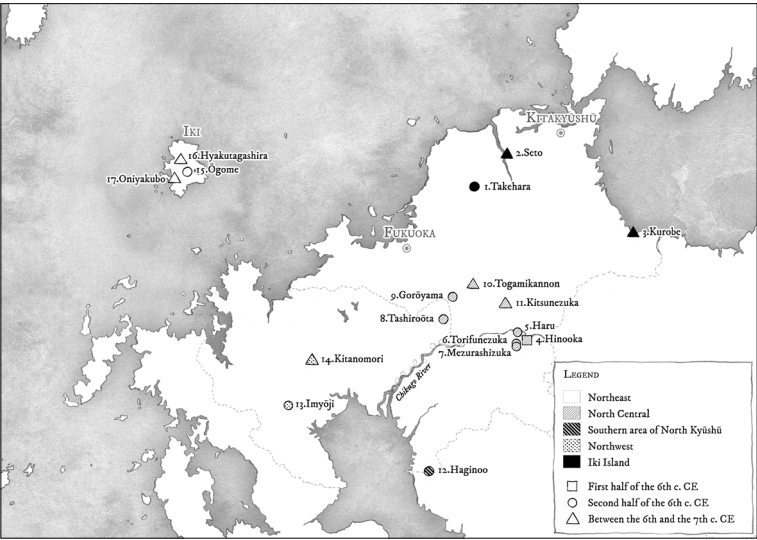 KITAKYŪSHŪ
2.Seto
IKI
16.Hyakutagashira
15.Ōgome
17.Oniyakubo
1.Takehara
FUKUOKA
3.Kurobe
10.Togamikannon
9.Gorōyama
11.Kitsunezuka
8.Tashiroōta
5.Haru
6.Torifunezuka
4.Hinooka
7.Mezurashizuka
14.Kitanomori
Chikugo River
13.Imyōji
12.Haginoo
LEGEND
Northeast
North Central
Southern area of North Kyūshū
Northwest
Iki Island
First half of the 6th c. CE
Second half of the 6th c. CE
Between the 6th and the 7th c. CE